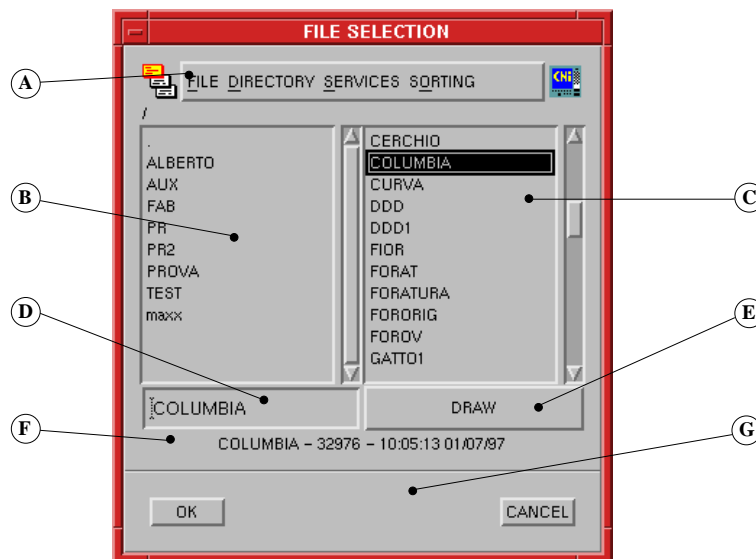 FILE SELECTION
A
FILE DIRECTORY SERVICES SORTING
CNi
/
.
ALBERTO
AUX
FAB
PR
PR2
PROVA
TEST
maxx
CERCHIO
COLUMBIA
CURVA
DDD
DDD1
FIOR
FORAT
FORATURA
FORORIG
FOROV
GATTO1
B
C
D
E
COLUMBIA
DRAW
F
COLUMBIA – 32976 – 10:05:13 01/07/97
G
OK
CANCEL